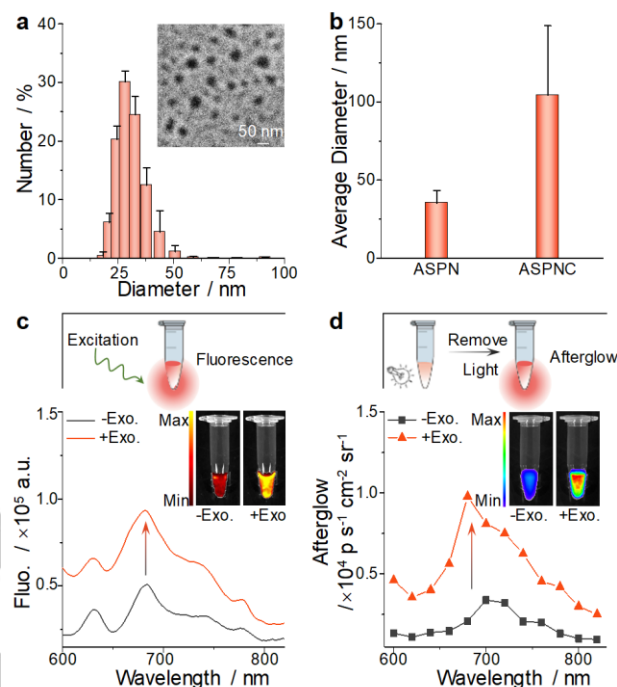 a
Number / %
40
30
20
10
0
0
25
50
75
100
Diameter / nm
50 nm
b
Average Diameter / nm
150
100
50
0
ASPN
ASPNC
c
Excitation
Fluorescence
Fluo. / ×10⁵ a.u.
1.5
1.0
0.5
-Exo.
+Exo.
Max
Min
-Exo.
+Exo
600
700
800
Wavelength / nm
d
Remove
Light
Afterglow
Afterglow
/ ×10⁴ p s⁻¹ cm⁻² sr⁻¹
1.5
1.0
0.5
-Exo.
+Exo.
Max
Min
-Exo.
+Exo.
600
700
800
Wavelength / nm